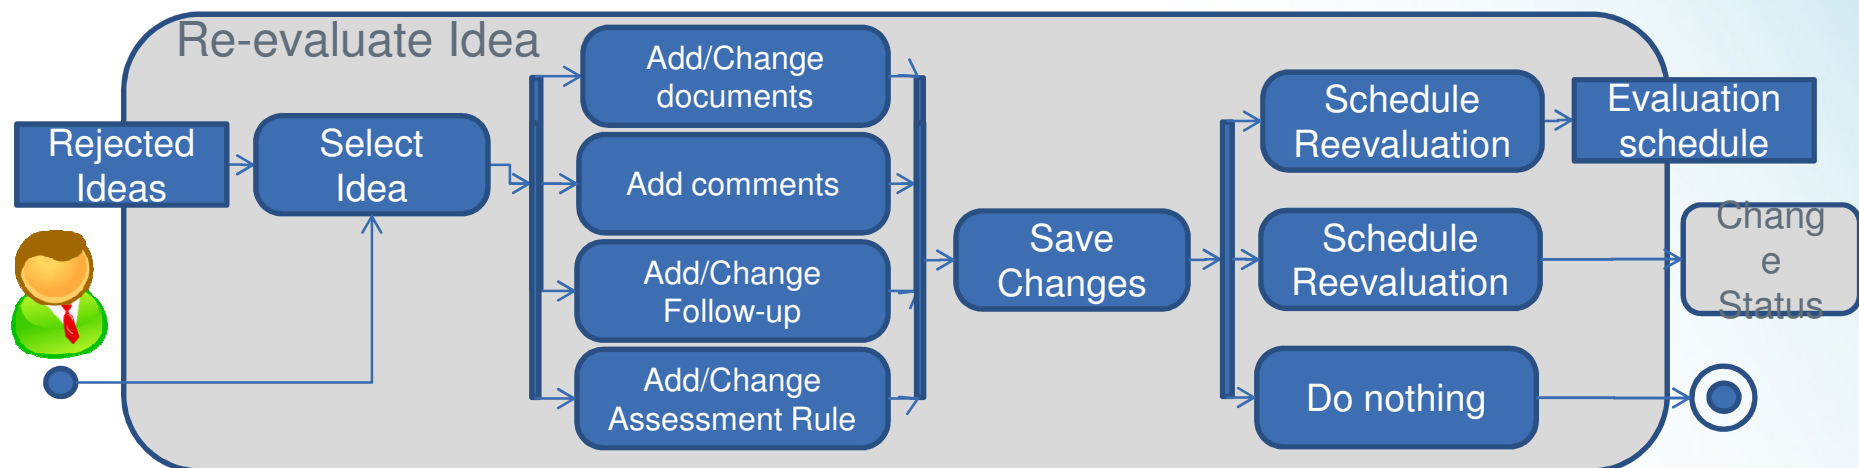 Re-evaluate Idea
Rejected
Ideas
Select
Idea
Add/Change
documents
Add comments
Add/Change
Follow-up
Add/Change
Assessment Rule
Save
Changes
Schedule
Reevaluation
Evaluation
schedule
Schedule
Reevaluation
Chang
e
Status
Do nothing